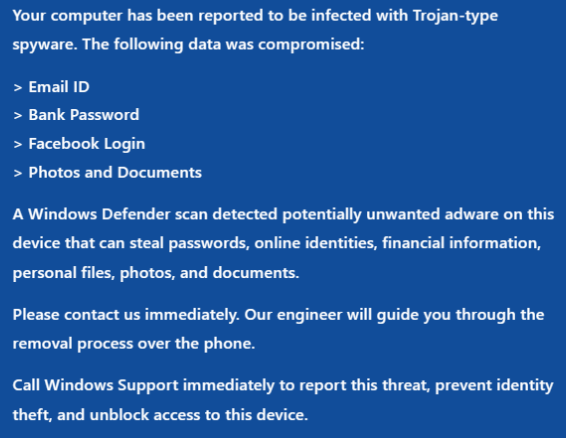 Your computer has been reported to be infected with Trojan-type
spyware. The following data was compromised:
> Email ID
> Bank Password
> Facebook Login
> Photos and Documents
A Windows Defender scan detected potentially unwanted adware on this
device that can steal passwords, online identities, financial information,
personal files, photos, and documents.
Please contact us immediately. Our engineer will guide you through the
removal process over the phone.
Call Windows Support immediately to report this threat, prevent identity
theft, and unblock access to this device.